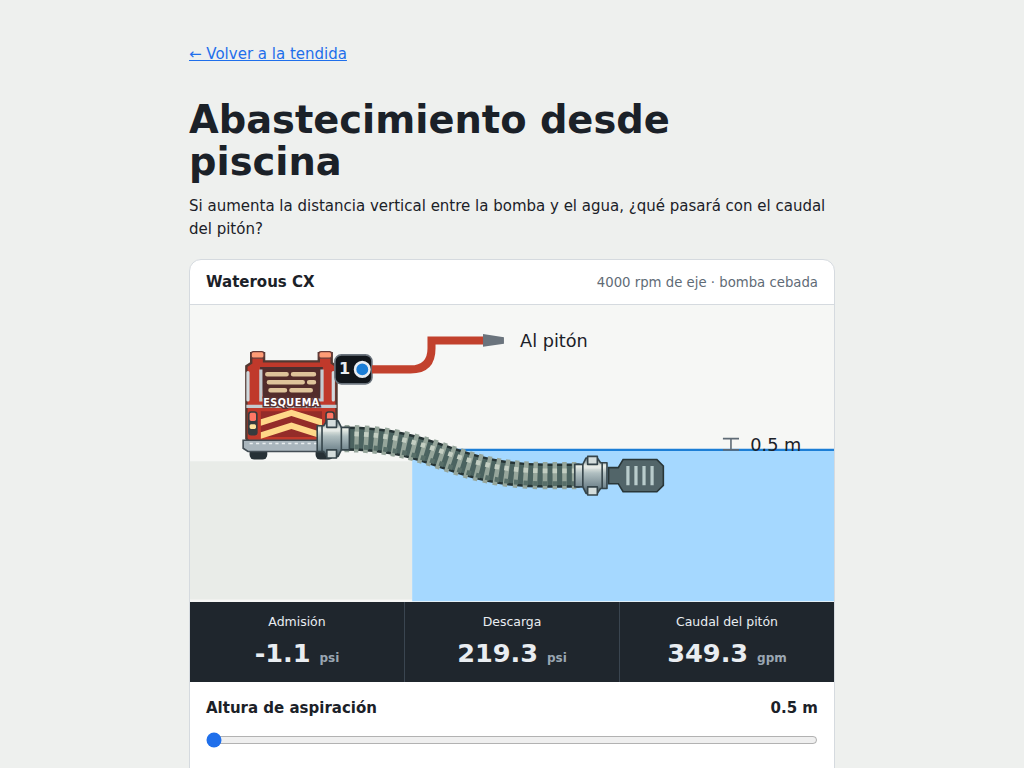 ← Volver a la tendida
Abastecimiento desde
piscina
Si aumenta la distancia vertical entre la bomba y el agua, ¿qué pasará con el caudal
del pitón?
Waterous CX
4000 rpm de eje · bomba cebada
Al pitón
1
ESQUEMA
0.5 m
Admisión
Descarga
Caudal del pitón
-1.1 psi
219.3 psi
349.3 gpm
Altura de aspiración
0.5 m